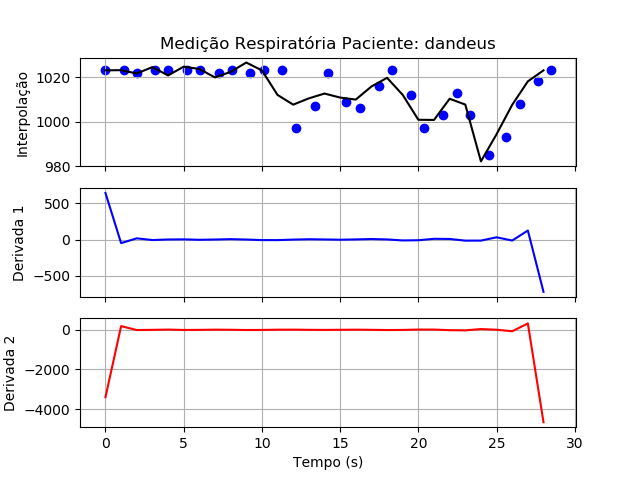 Medição Respiratória Paciente: dandeus
Interpolação
1020
1000
980
Derivada 1
500
0
−500
Derivada 2
0
−2000
−4000
0 5 10 15 20 25 30
Tempo (s)